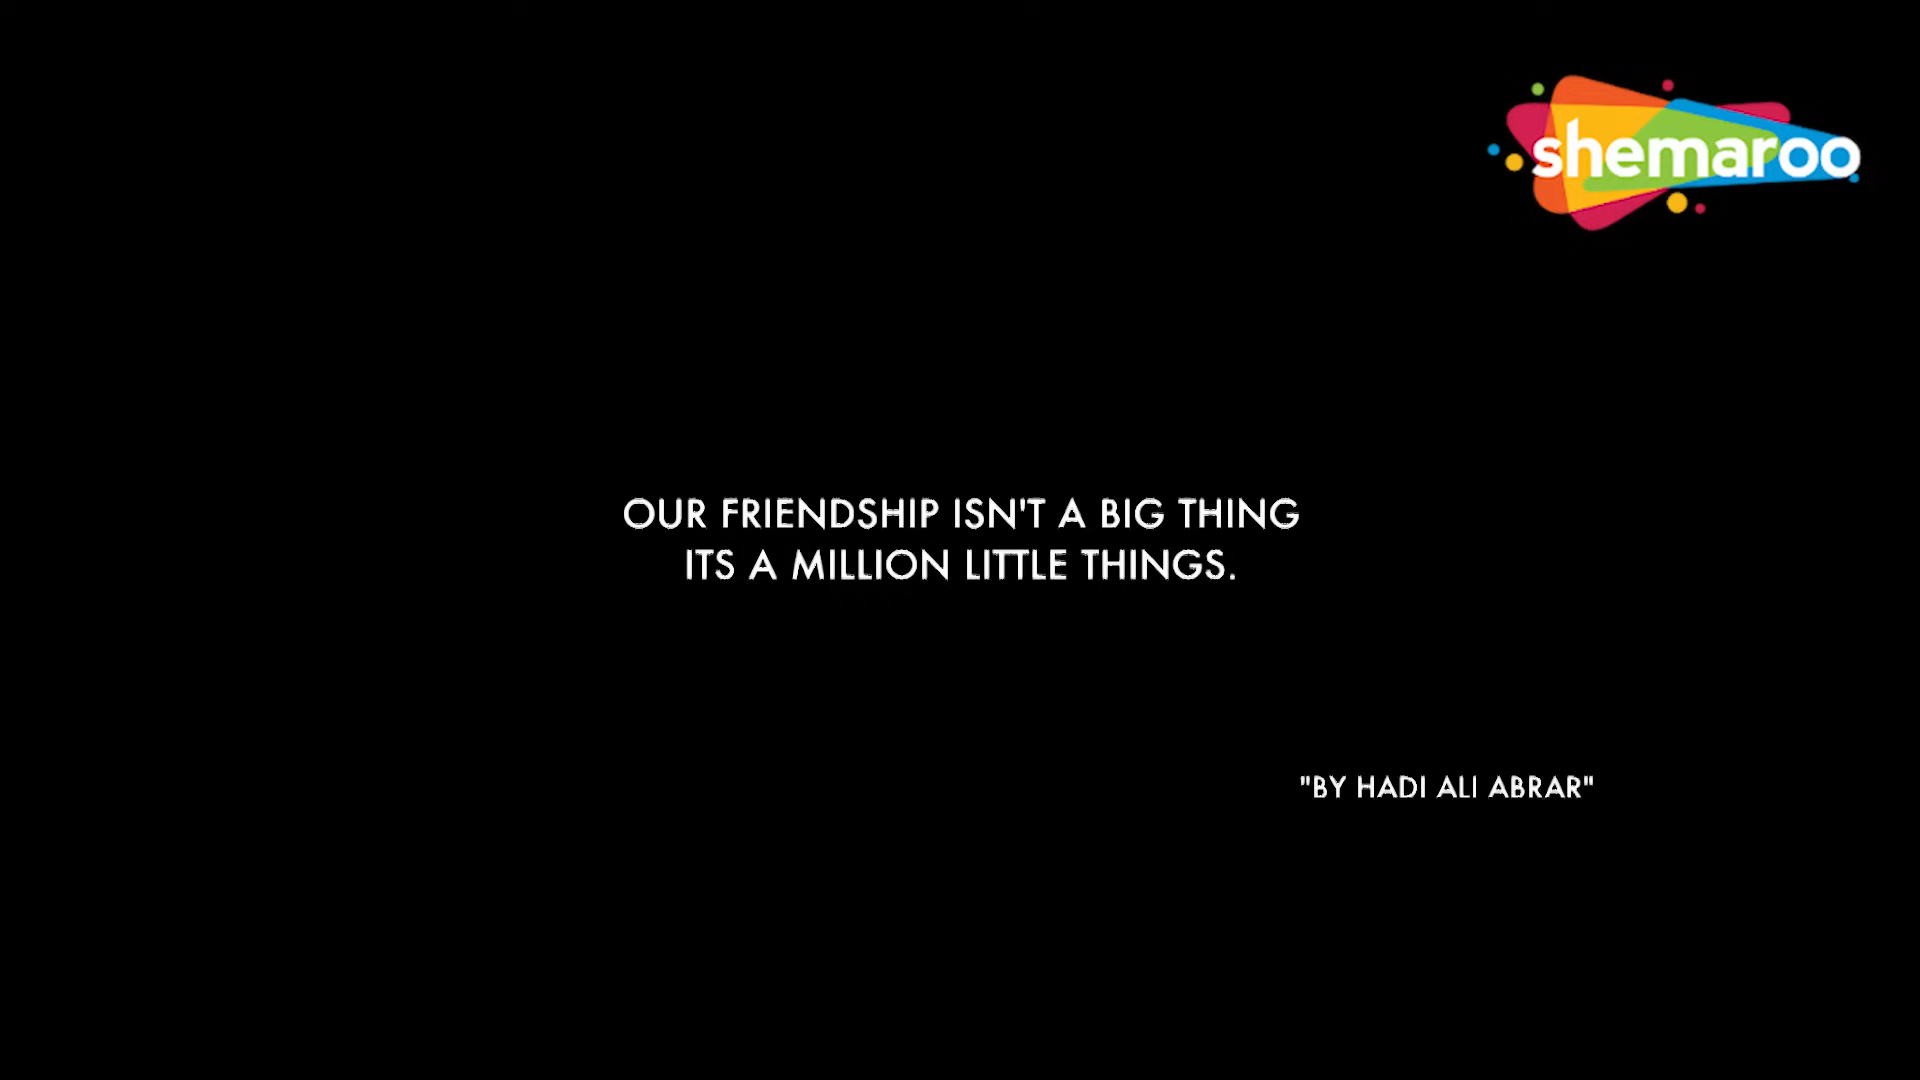 shemaroo
OUR FRIENDSHIP ISN'T A BIG THING
ITS A MILLION LITTLE THINGS.
"BY HADI ALI ABRAR"